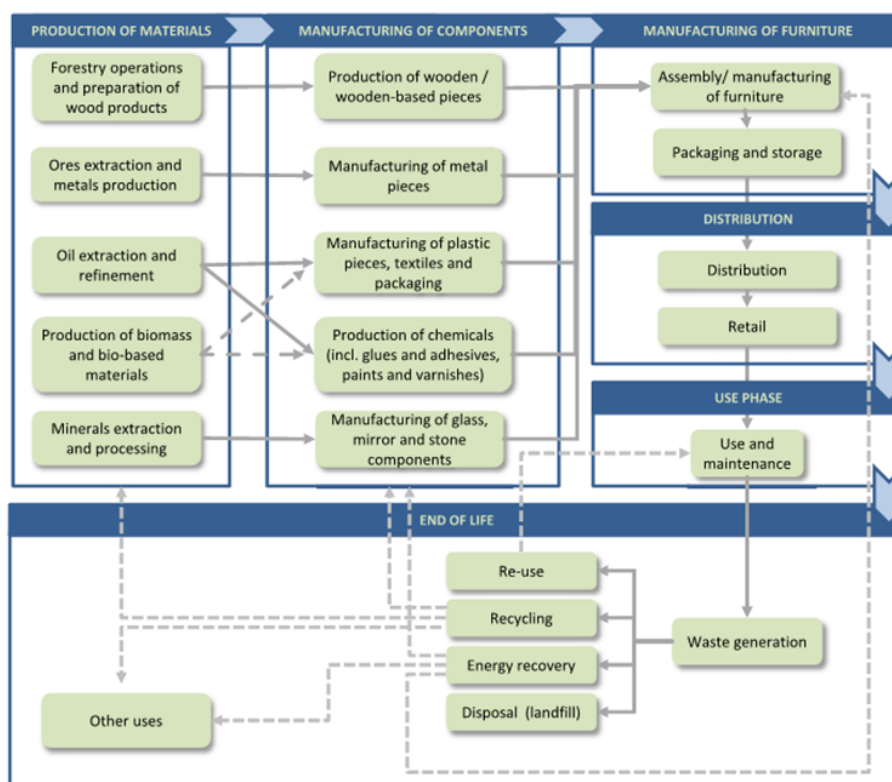 PRODUCTION OF MATERIALS
MANUFACTURING OF COMPONENTS
MANUFACTURING OF FURNITURE
Forestry operations
and preparation of
wood products
Production of wooden /
wooden-based pieces
Assembly/ manufacturing
of furniture
Packaging and storage
Ores extraction and
metals production
Manufacturing of metal
pieces
DISTRIBUTION
Oil extraction and
refinement
Manufacturing of plastic
pieces, textiles and
packaging
Distribution
Production of biomass
and bio-based
materials
Production of chemicals
(incl. glues and adhesives,
paints and varnishes)
Retail
USE PHASE
Minerals extraction
and processing
Manufacturing of glass,
mirror and stone
components
Use and
maintenance
END OF LIFE
Re-use
Recycling
Waste generation
Energy recovery
Disposal (landfill)
Other uses